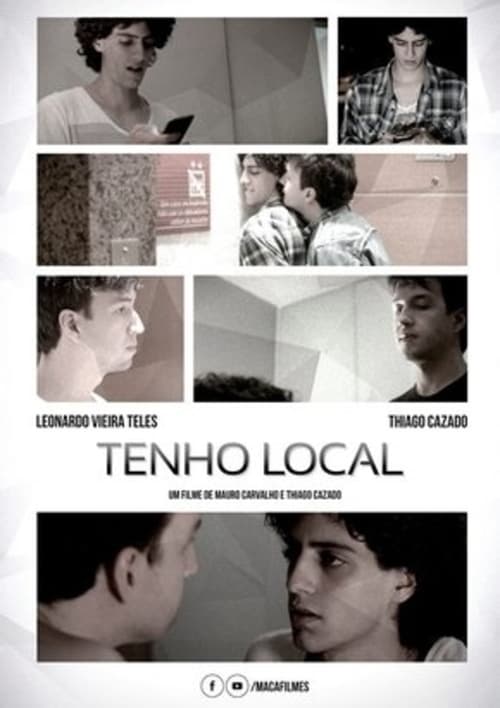 LEONARDO VIEIRA TELES
THIAGO CAZADO
TENHO LOCAL
UM FILME DE MAURO CARVALHO E THIAGO CAZADO
/MACAFILMES